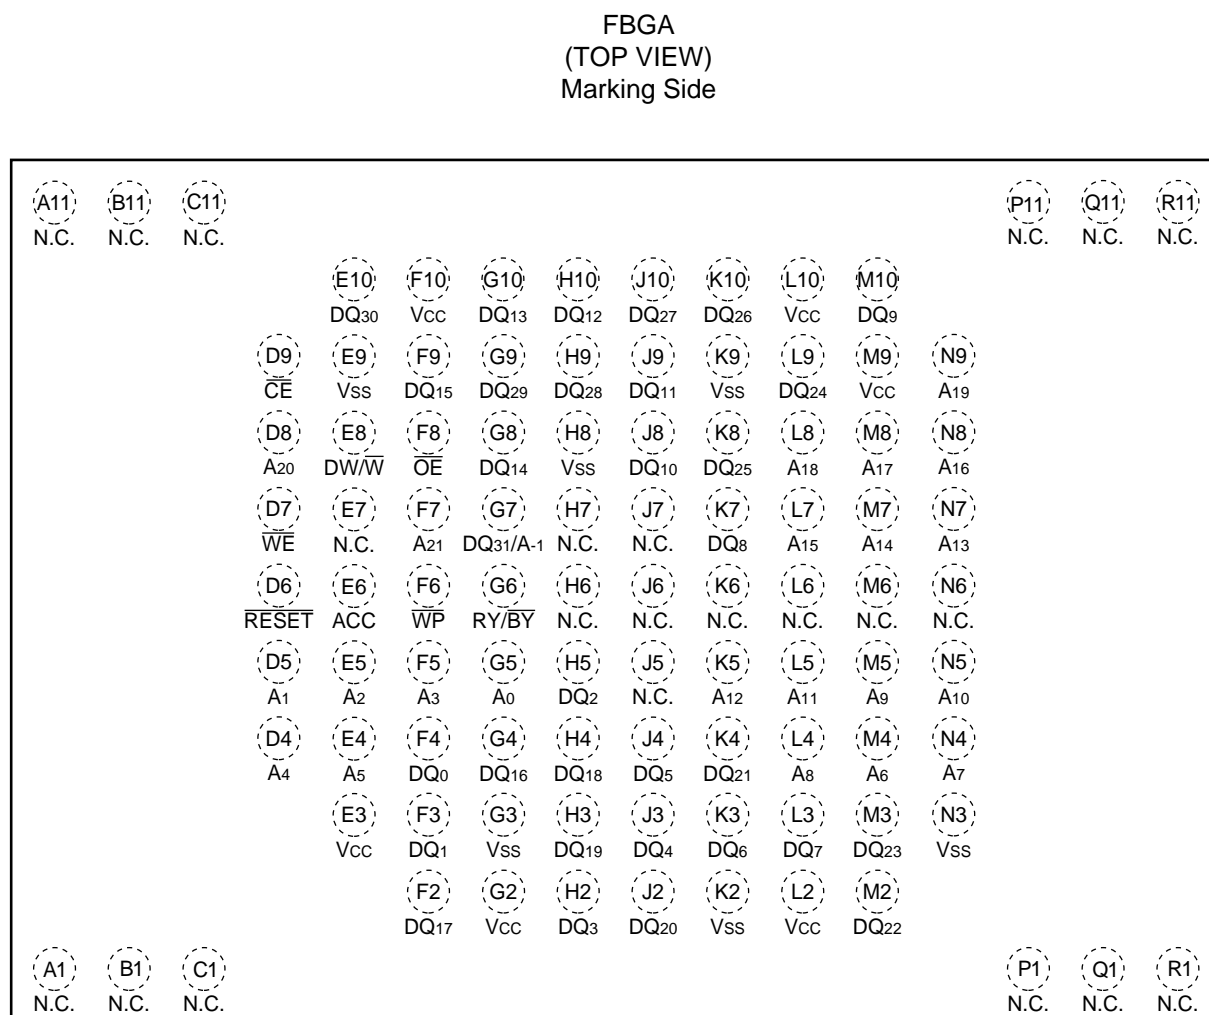 FBGA
(TOP VIEW)
Marking Side
A11 B11 C11 P11 Q11 R11
N.C. N.C. N.C. N.C. N.C. N.C.
E10 F10 G10 H10 J10 K10 L10 M10
DQ30 VCC DQ13 DQ12 DQ27 DQ26 VCC DQ9
D9 E9 F9 G9 H9 J9 K9 L9 M9 N9
C̅E̅ VSS DQ15 DQ29 DQ28 DQ11 VSS DQ24 VCC A19
D8 E8 F8 G8 H8 J8 K8 L8 M8 N8
A20 DW/W̅ O̅E̅ DQ14 VSS DQ10 DQ25 A18 A17 A16
D7 E7 F7 G7 H7 J7 K7 L7 M7 N7
W̅E̅ N.C. A21 DQ31/A-1 N.C. N.C. DQ8 A15 A14 A13
D6 E6 F6 G6 H6 J6 K6 L6 M6 N6
R̅E̅S̅E̅T̅ ACC W̅P̅ RY/B̅Y̅ N.C. N.C. N.C. N.C. N.C. N.C.
D5 E5 F5 G5 H5 J5 K5 L5 M5 N5
A1 A2 A3 A0 DQ2 N.C. A12 A11 A9 A10
D4 E4 F4 G4 H4 J4 K4 L4 M4 N4
A4 A5 DQ0 DQ16 DQ18 DQ5 DQ21 A8 A6 A7
E3 F3 G3 H3 J3 K3 L3 M3 N3
VCC DQ1 VSS DQ19 DQ4 DQ6 DQ7 DQ23 VSS
F2 G2 H2 J2 K2 L2 M2
DQ17 VCC DQ3 DQ20 VSS VCC DQ22
A1 B1 C1 P1 Q1 R1
N.C. N.C. N.C. N.C. N.C. N.C.